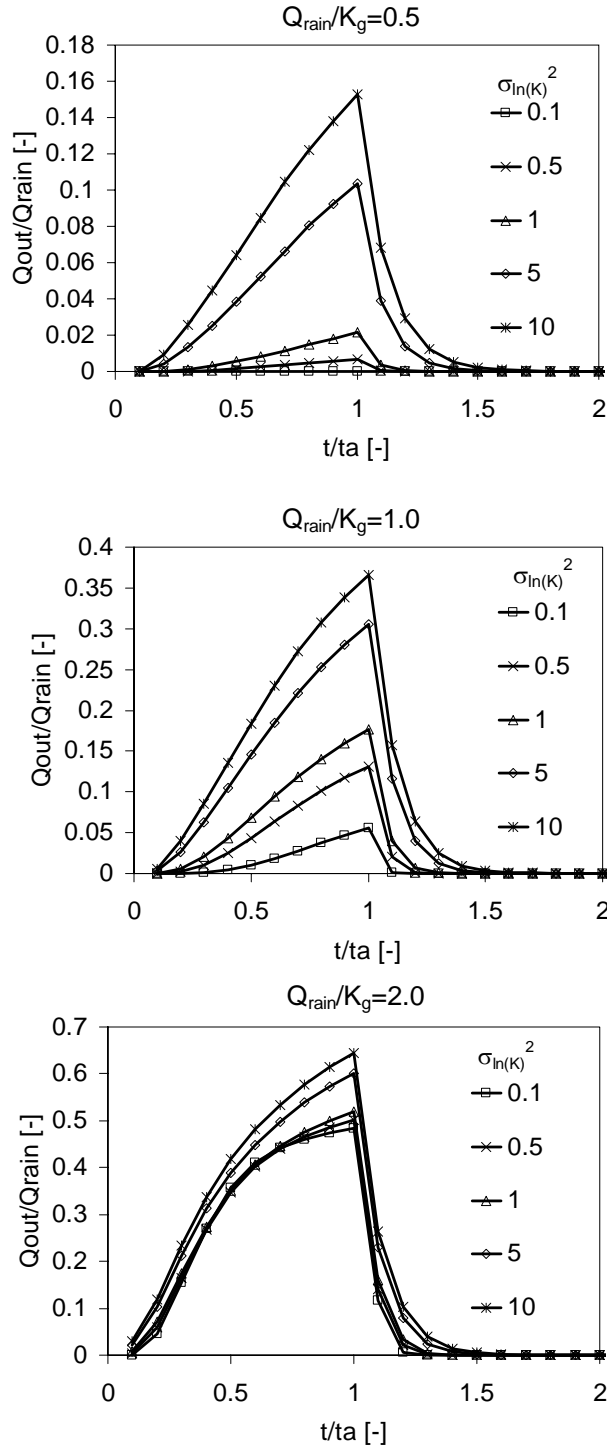 Q_rain/K_g=0.5
0.18
0.16
0.14
0.12
0.1
0.08
0.06
0.04
0.02
0
Qout/Qrain [-]
0 0.5 1 1.5 2
t/ta [-]
σ_ln(K)^2
0.1
0.5
1
5
10
Q_rain/K_g=1.0
0.4
0.35
0.3
0.25
0.2
0.15
0.1
0.05
0
Qout/Qrain [-]
0 0.5 1 1.5 2
t/ta [-]
σ_ln(K)^2
0.1
0.5
1
5
10
Q_rain/K_g=2.0
0.7
0.6
0.5
0.4
0.3
0.2
0.1
0
Qout/Qrain [-]
0 0.5 1 1.5 2
t/ta [-]
σ_ln(K)^2
0.1
0.5
1
5
10